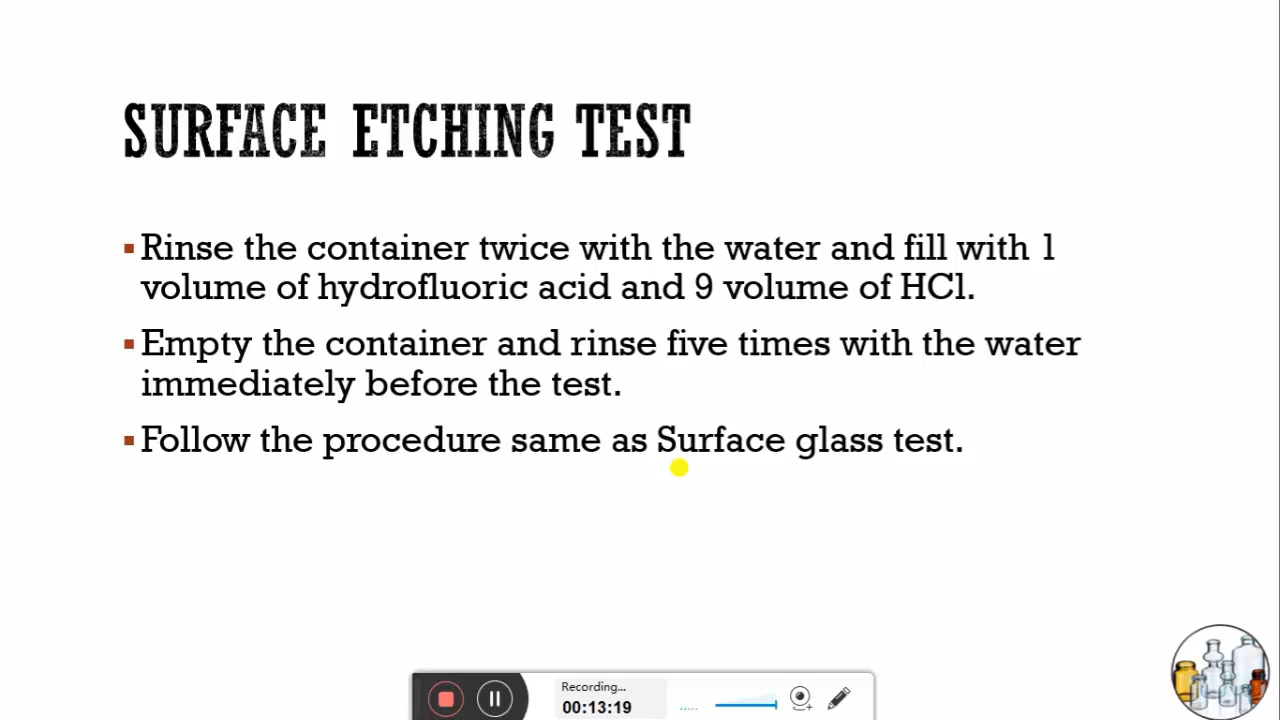 SURFACE ETCHING TEST
▪Rinse the container twice with the water and fill with 1
volume of hydrofluoric acid and 9 volume of HCl.
▪Empty the container and rinse five times with the water
immediately before the test.
▪Follow the procedure same as Surface glass test.
Recording...
00:13:19